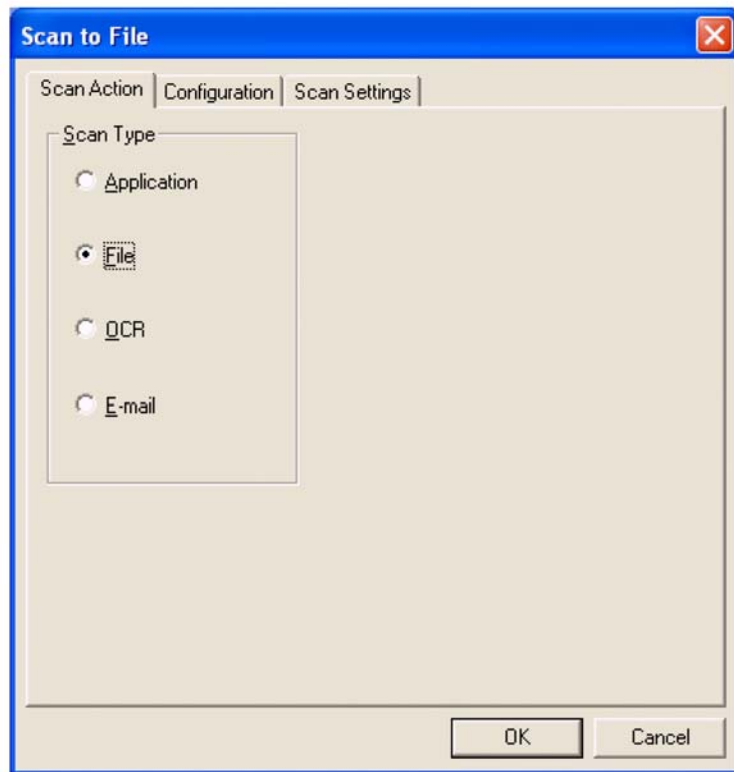 Scan to File
Scan Action Configuration Scan Settings
Scan Type
Application
File
OCR
E-mail
OK Cancel